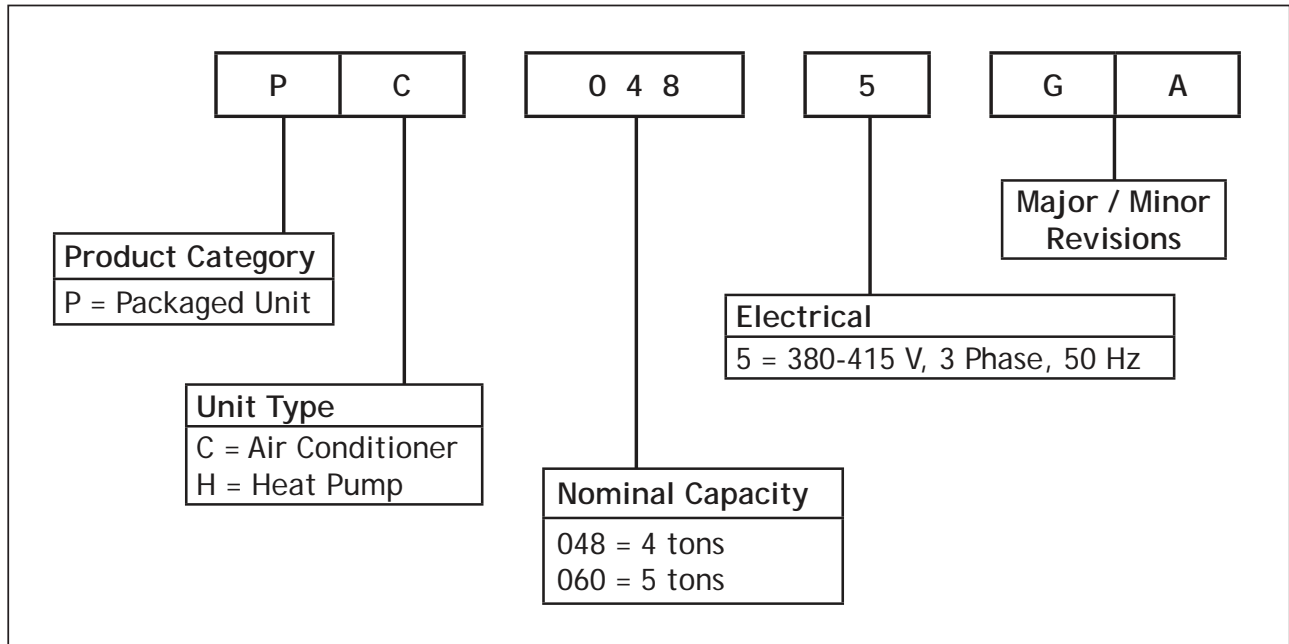 P C 0 4 8 5 G A
Major / Minor
Revisions
Product Category
P = Packaged Unit
Electrical
5 = 380-415 V, 3 Phase, 50 Hz
Unit Type
C = Air Conditioner
H = Heat Pump
Nominal Capacity
048 = 4 tons
060 = 5 tons